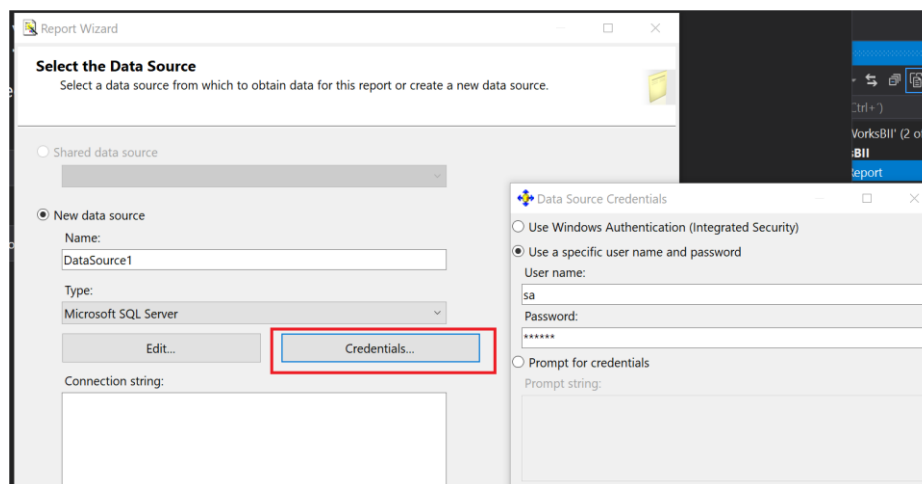 Report Wizard
Select the Data Source
Select a data source from which to obtain data for this report or create a new data source.
Shared data source
New data source
Name:
DataSource1
Type:
Microsoft SQL Server
Edit...
Credentials...
Connection string:
Ctrl+')
VorksBII' (2 of
Report
Data Source Credentials
Use Windows Authentication (Integrated Security)
Use a specific user name and password
User name:
sa
Password:
******
Prompt for credentials
Prompt string: